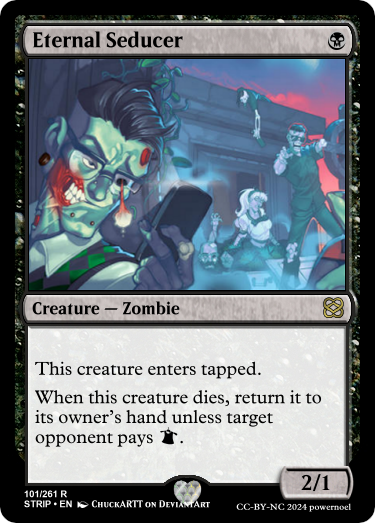 Eternal Seducer
Creature — Zombie
This creature enters tapped.
When this creature dies, return it to
its owner's hand unless target
opponent pays .
2/1
101/261 R
STRIP • EN ChuckARTT on DeviantArt
CC-BY-NC 2024 powernoel